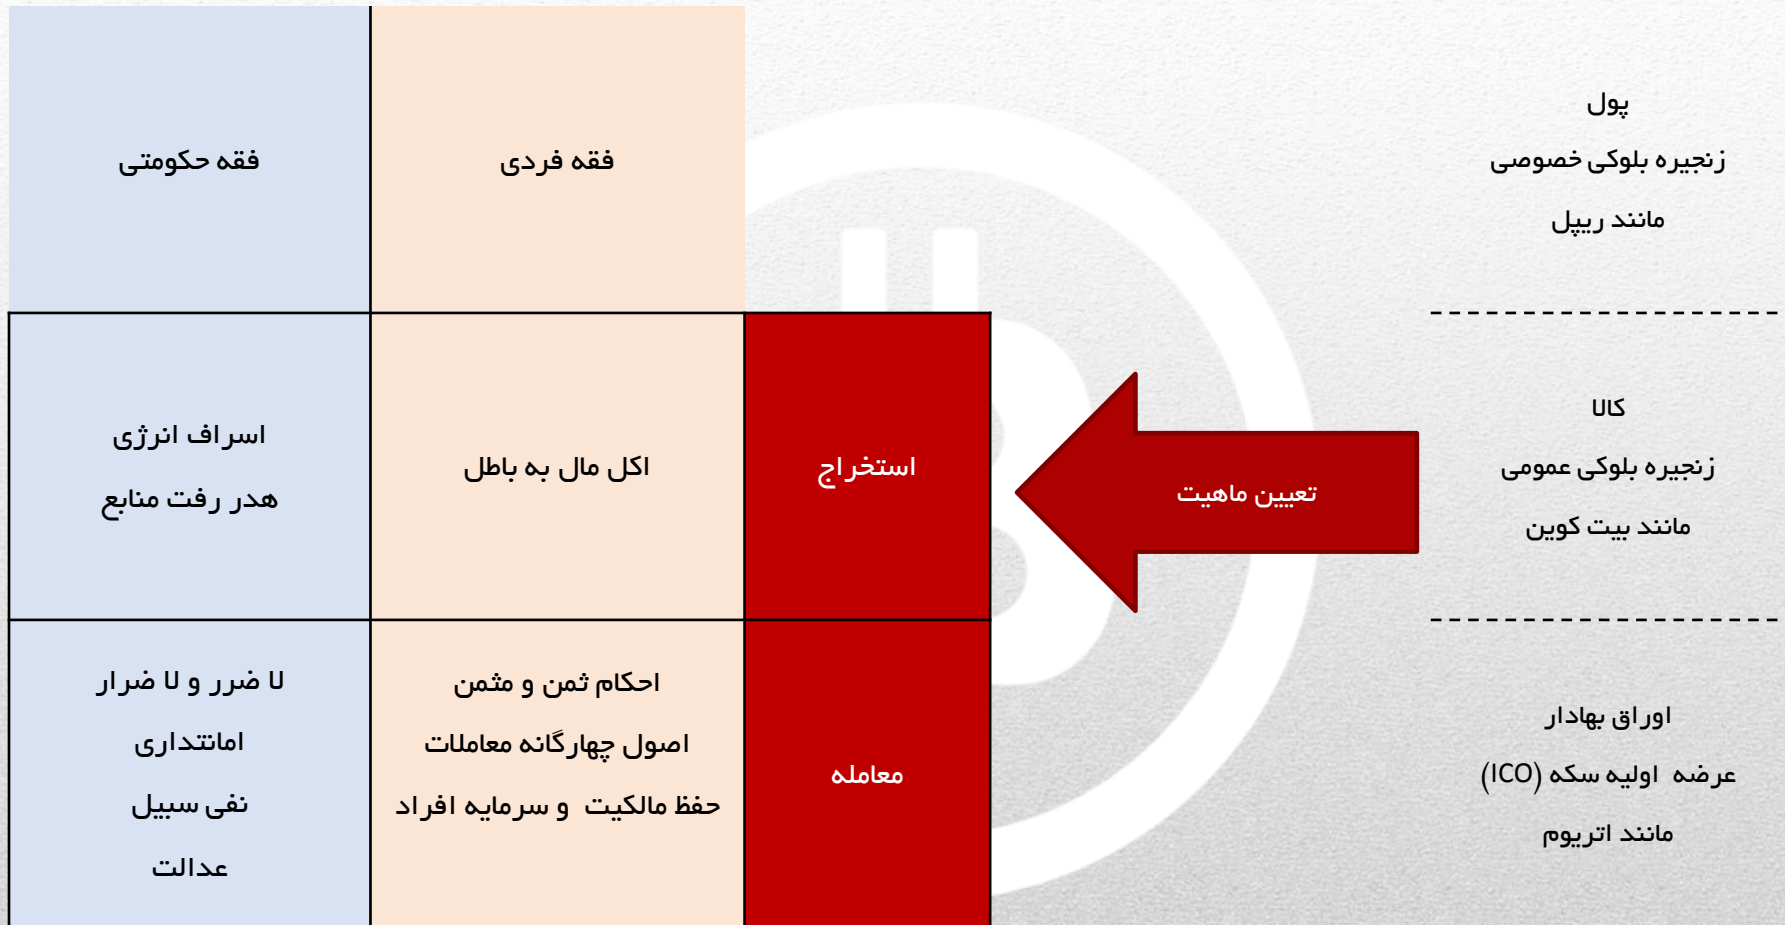 پول
زنجیره بلوکی خصوصی
مانند ریپل
کالا
زنجیره بلوکی عمومی
مانند بیت کوین
اوراق بهادار
عرضه اولیه سکه (ICO)
مانند اتریوم
تعیین ماهیت
فقه فردی
فقه حکومتی
استخراج
اکل مال به باطل
اسراف انرژی
هدر رفت منابع
معامله
احکام ثمن و مثمن
اصول چهارگانه معاملات
حفظ مالکیت و سرمایه افراد
لا ضرر و لا ضرار
امانتداری
نفی سبیل
عدالت